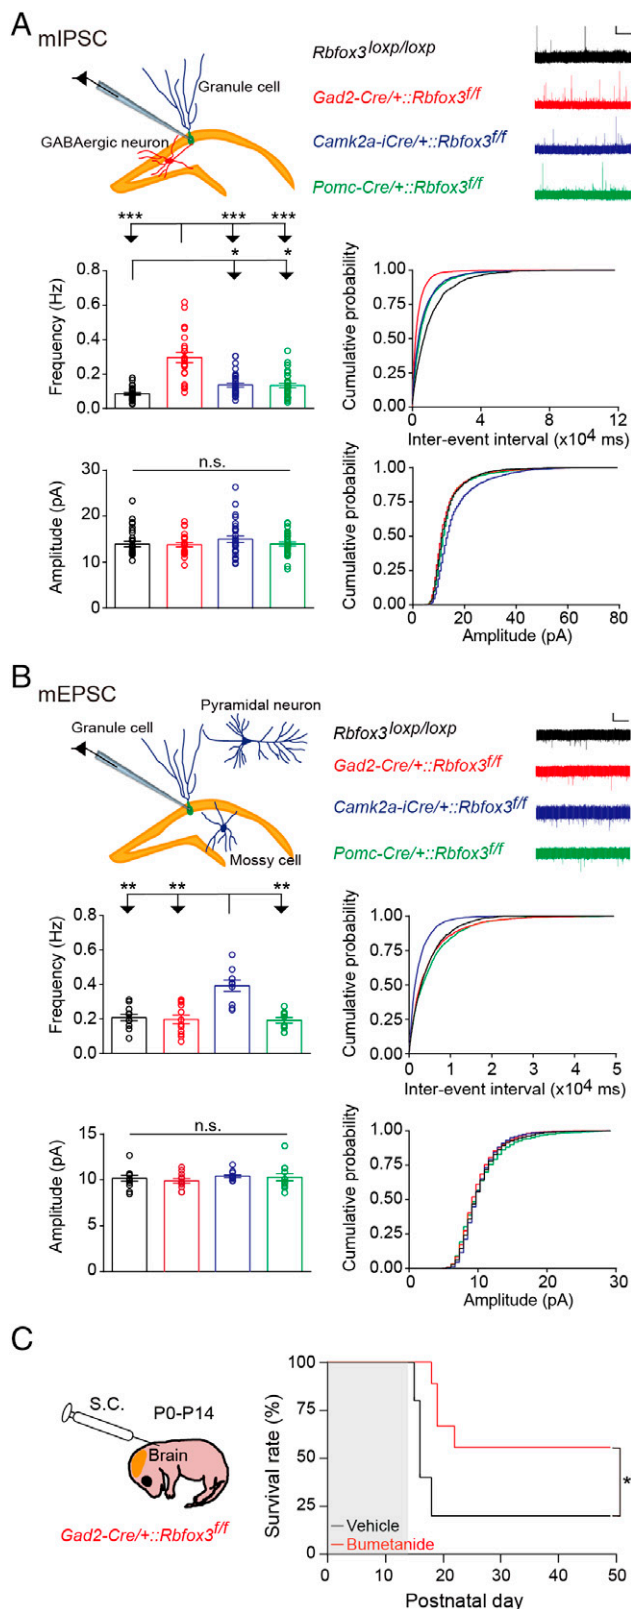 A
mIPSC
Granule cell
GABAergic neuron
Rbfox3loxp/loxp
Gad2-Cre/+::Rbfox3f/f
Camk2a-iCre/+::Rbfox3f/f
Pomc-Cre/+::Rbfox3f/f
*** *** ***
* *
Frequency (Hz)
0.8
0.6
0.4
0.2
0.0
Cumulative probability
1.00
0.75
0.50
0.25
0.00
0 4 8 12
Inter-event interval (x104 ms)
Amplitude (pA)
30
20
10
0
n.s.
Cumulative probability
1.00
0.75
0.50
0.25
0.00
0 20 40 60 80
Amplitude (pA)
B
mEPSC
Pyramidal neuron
Granule cell
Mossy cell
Rbfox3loxp/loxp
Gad2-Cre/+::Rbfox3f/f
Camk2a-iCre/+::Rbfox3f/f
Pomc-Cre/+::Rbfox3f/f
** ** **
Frequency (Hz)
0.8
0.6
0.4
0.2
0.0
Cumulative probability
1.00
0.75
0.50
0.25
0.00
0 1 2 3 4 5
Inter-event interval (x104 ms)
Amplitude (pA)
15
10
5
0
n.s.
Cumulative probability
1.00
0.75
0.50
0.25
0.00
0 10 20 30
Amplitude (pA)
C
S.C.
P0-P14
Brain
Gad2-Cre/+::Rbfox3f/f
Survival rate (%)
100
75
50
25
0
Vehicle
Bumetanide
*
0 10 20 30 40 50
Postnatal day